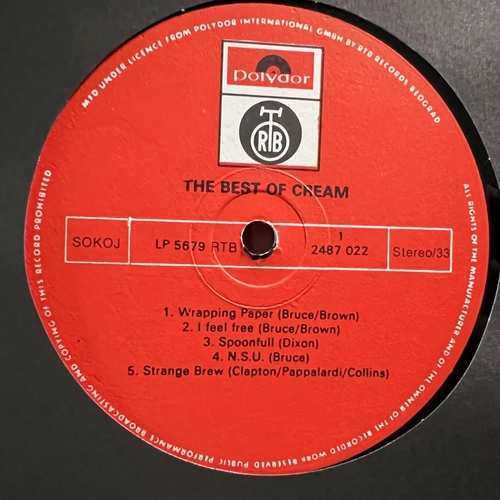 MFD UNDER LICENCE FROM POLYDOR INTERNATIONAL GMBH BY RTB RECORDS BEOGRAD
Polydor
RTB
THE BEST OF CREAM
SOKOJ
LP 5679 RTB
1
2487 022
Stereo/33
1. Wrapping Paper (Bruce/Brown)
2. I feel free (Bruce/Brown)
3. Spoonfull (Dixon)
4. N.S.U. (Bruce)
5. Strange Brew (Clapton/Pappalardi/Collins)
ALL RIGHTS OF THE MANUFACTURER AND OF THE OWNER OF THE RECORDED WORK RESERVED PUBLIC PERFORMANCE BROADCASTING AND COPYING OF THIS RECORD PROHIBITED